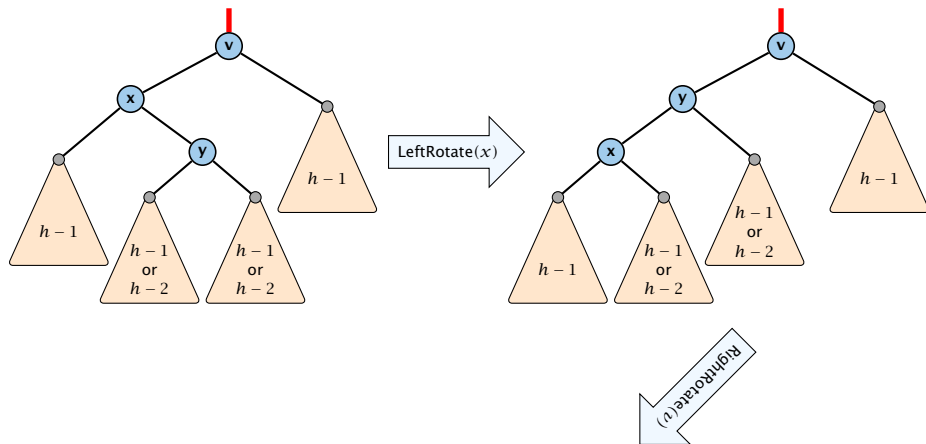 v
x
y
h − 1
h − 1
or
h − 2
h − 1
or
h − 2
h − 1
LeftRotate(x)
v
y
x
h − 1
h − 1
or
h − 2
h − 1
or
h − 2
h − 1
RightRotate(v)